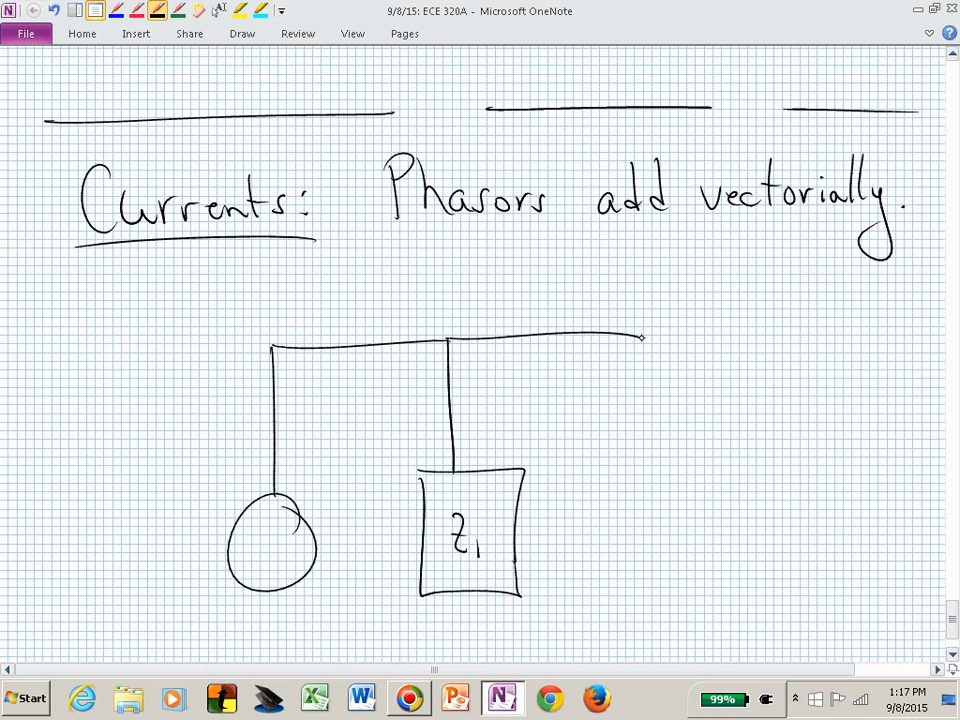 9/8/15: ECE 320A - Microsoft OneNote
File Home Insert Share Draw Review View Pages
Currents: Phasors add vectorially.
Z1
Start
99%
1:17 PM
9/8/2015